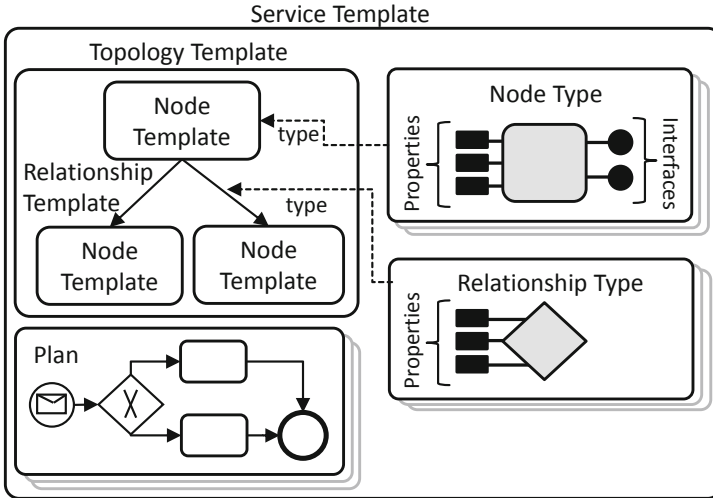 Service Template
Topology Template
Node
Template
type
Relationship
Template
type
Node
Template
Node
Template
Node Type
Properties
Interfaces
Relationship Type
Properties
Plan